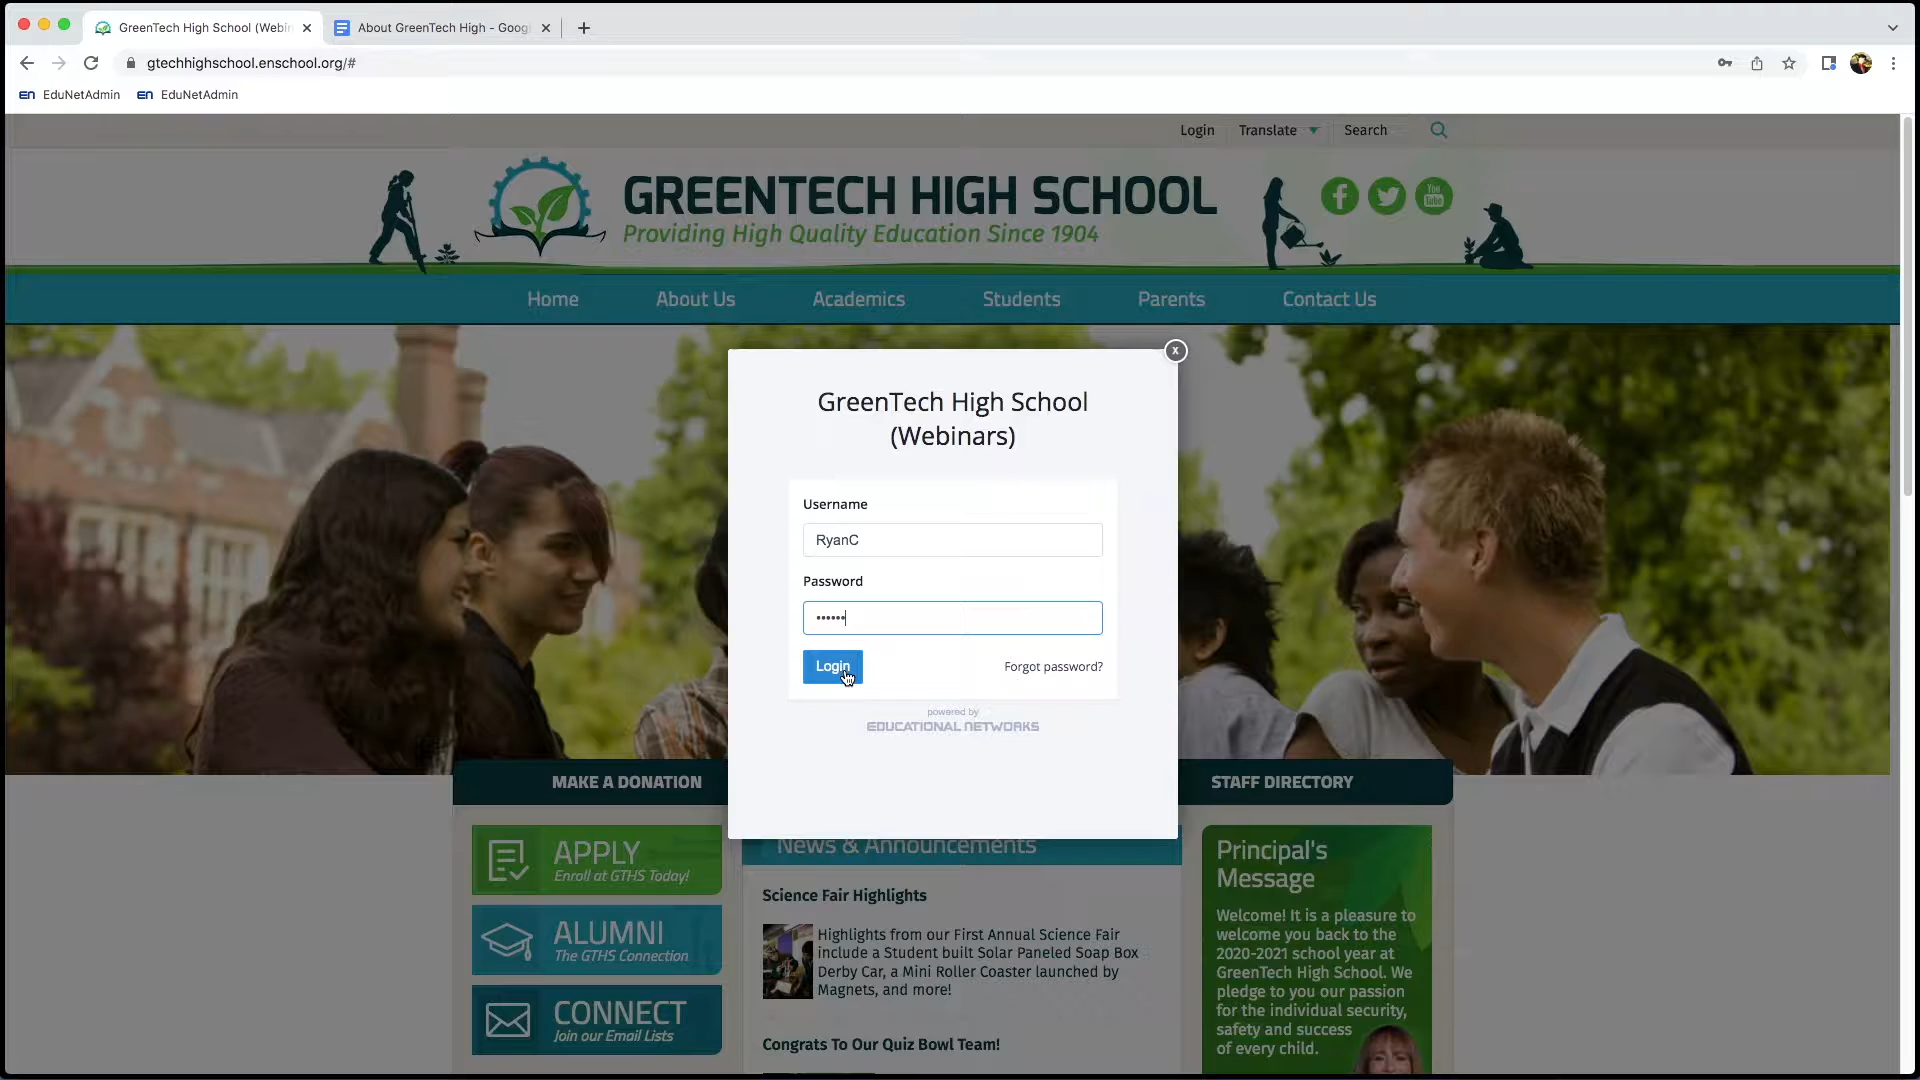 GreenTech High School (Webin
About GreenTech High - Goog
gtechhighschool.enschool.org/#
en EduNetAdmin en EduNetAdmin
Login Translate Search
GREENTECH HIGH SCHOOL
Providing High Quality Education Since 1904
You
Tube
Home About Us Academics Students Parents Contact Us
x
GreenTech High School
(Webinars)
Username
RyanC
Password
••••••
Login Forgot password?
powered by
EDUCATIONAL NETWORKS
MAKE A DONATION
STAFF DIRECTORY
APPLY
Enroll at GTHS Today!
ALUMNI
The GTHS Connection
CONNECT
Join our Email Lists
News & Announcements
Science Fair Highlights
Highlights from our First Annual Science Fair
include a Student built Solar Paneled Soap Box
Derby Car, a Mini Roller Coaster launched by
Magnets, and more!
Congrats To Our Quiz Bowl Team!
Principal's
Message
Welcome! It is a pleasure to
welcome you back to the
2020-2021 school year at
GreenTech High School. We
pledge to you our passion
for the individual security,
safety and success
of every child.